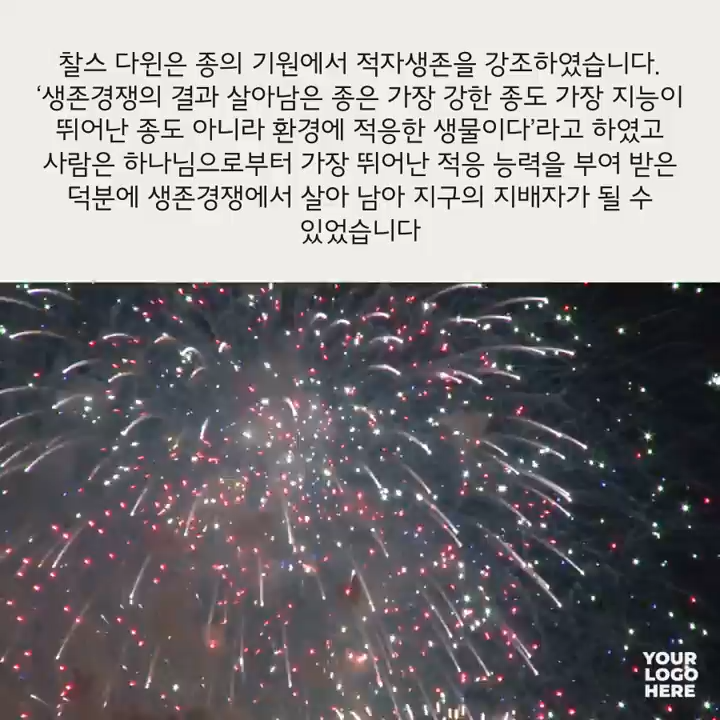 찰스 다윈은 종의 기원에서 적자생존을 강조하였습니다.
‘생존경쟁의 결과 살아남은 종은 가장 강한 종도 가장 지능이
뛰어난 종도 아니라 환경에 적응한 생물이다’라고 하였고
사람은 하나님으로부터 가장 뛰어난 적응 능력을 부여 받은
덕분에 생존경쟁에서 살아 남아 지구의 지배자가 될 수
있었습니다
YOUR
LOGO
HERE